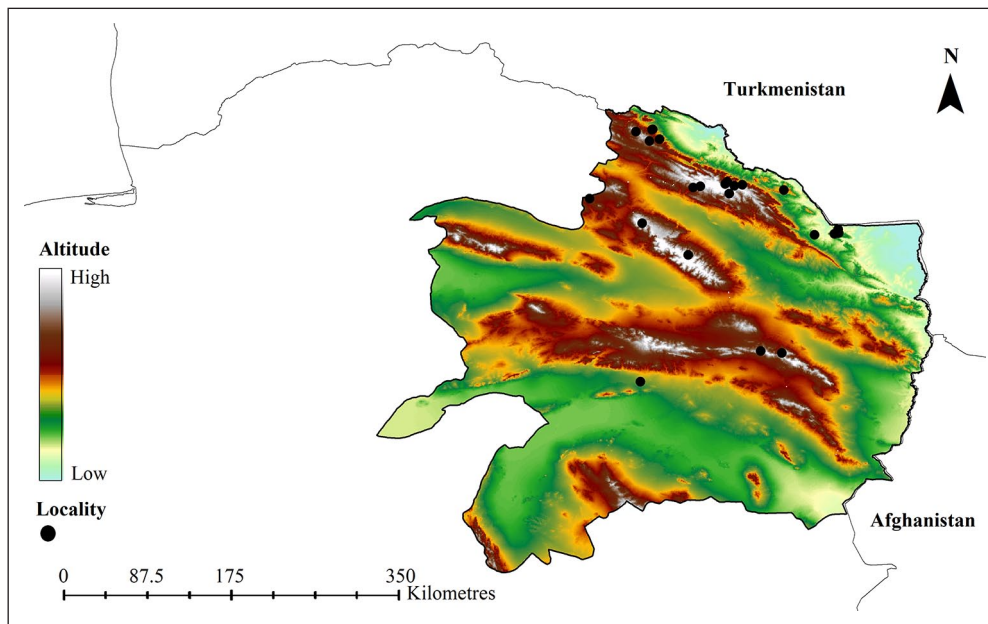 N
Turkmenistan
Altitude
High
Low
Locality
Afghanistan
0 87.5 175 350
Kilometres